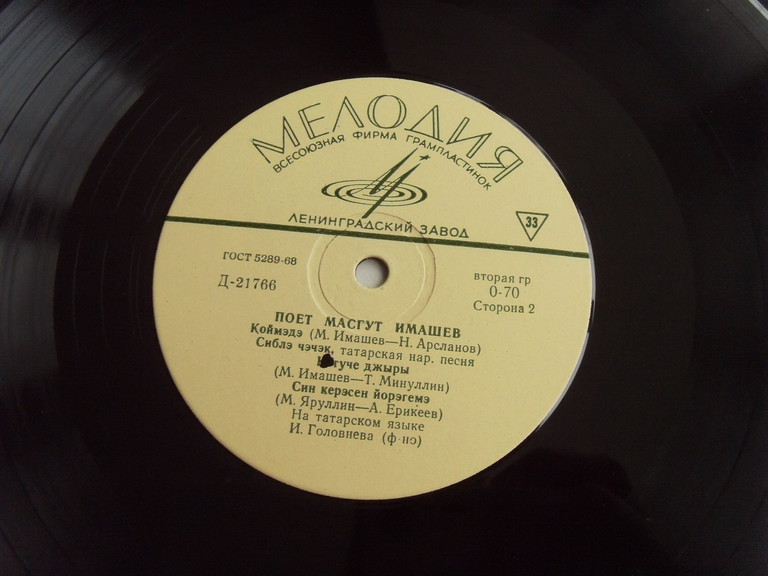 МЕЛОДИЯ
ВСЕСОЮЗНАЯ ФИРМА ГРАМПЛАСТИНОК
ЛЕНИНГРАДСКИЙ ЗАВОД
33
ГОСТ 5289-68
Д-21766
вторая гр
0-70
Сторона 2
ПОЕТ МАСГУТ ИМАШЕВ
Коймэдэ (М. Имашев—Н. Арсланов)
Сиблэ чэчэк, татарская нар. песня
джыры
(М. Имашев—Т. Минуллин)
Син керэсен йорэгемэ
(М. Яруллин—А. Ерикеев)
На татарском языке
И. Головнева (ф-но)